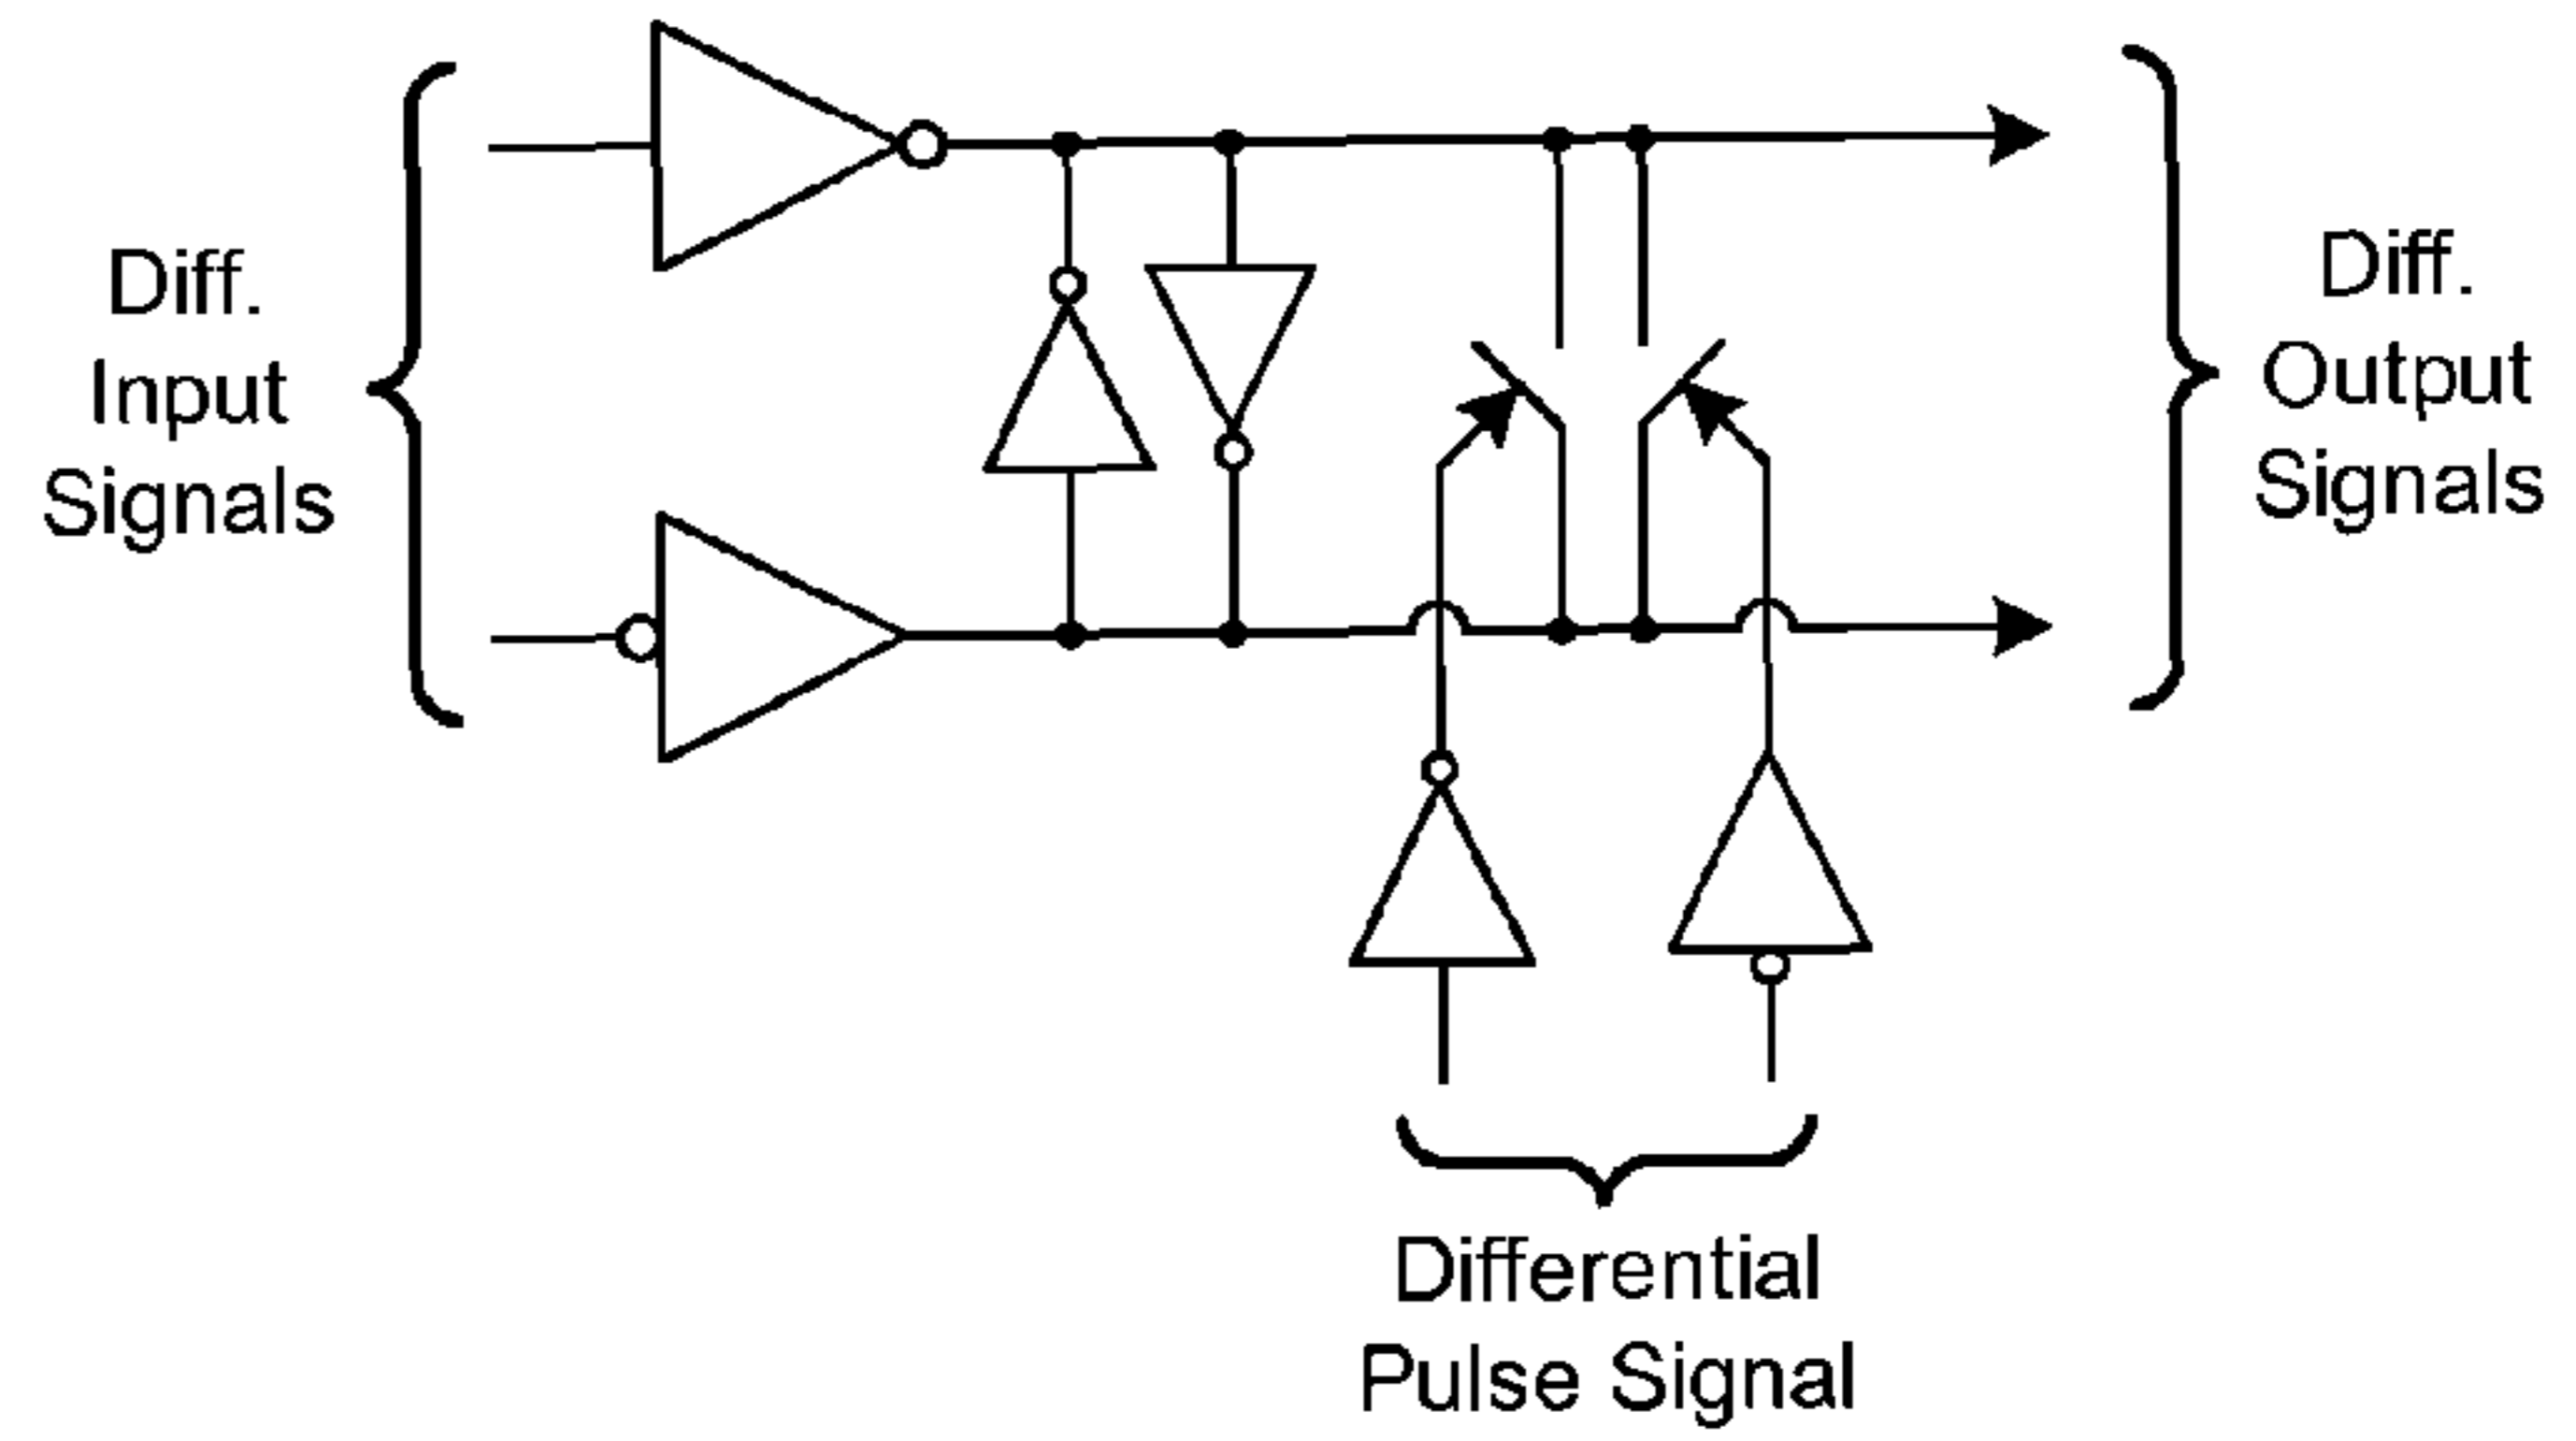 Diff.
Input
Signals
Diff.
Output
Signals
Differential
Pulse Signal